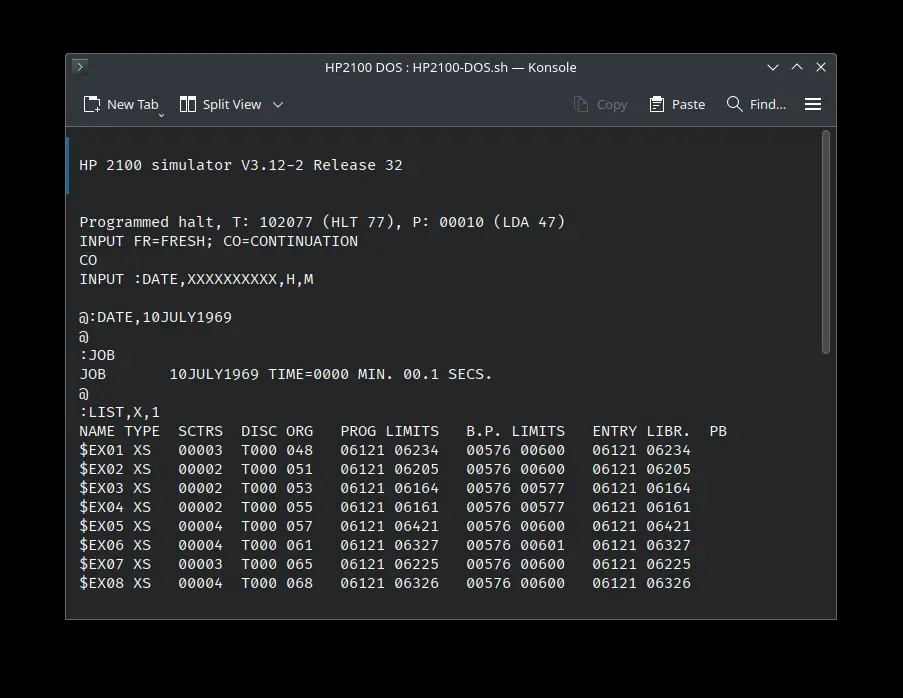 HP2100 DOS : HP2100-DOS.sh — Konsole
New Tab Split View Copy Paste Find...
HP 2100 simulator V3.12-2 Release 32
Programmed halt, T: 102077 (HLT 77), P: 00010 (LDA 47)
INPUT FR=FRESH; CO=CONTINUATION
CO
INPUT :DATE,XXXXXXXXXX,H,M
@:DATE,10JULY1969
@
:JOB
JOB       10JULY1969 TIME=0000 MIN. 00.1 SECS.
@
:LIST,X,1
NAME TYPE  SCTRS  DISC ORG   PROG LIMITS   B.P. LIMITS   ENTRY LIBR.  PB
$EX01 XS   00003  T000 048   06121 06234   00576 00600   06121 06234
$EX02 XS   00002  T000 051   06121 06205   00576 00600   06121 06205
$EX03 XS   00002  T000 053   06121 06164   00576 00577   06121 06164
$EX04 XS   00002  T000 055   06121 06161   00576 00577   06121 06161
$EX05 XS   00004  T000 057   06121 06421   00576 00600   06121 06421
$EX06 XS   00004  T000 061   06121 06327   00576 00601   06121 06327
$EX07 XS   00003  T000 065   06121 06225   00576 00600   06121 06225
$EX08 XS   00004  T000 068   06121 06326   00576 00600   06121 06326